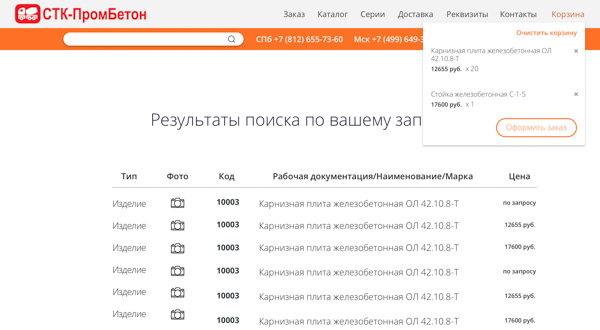 СТК-ПромБетон
Заказ Каталог Серии Доставка Реквизиты Контакты Корзина
СПб +7 (812) 655-73-60 Мск +7 (499) 649-3
Очистить корзину
Карнизная плита железобетонная ОЛ
42.10.8-Т
12655 руб. x 20
Стойка железобетонная С-1-5
17600 руб. x 1
Оформить заказ
Результаты поиска по вашему
Тип Фото Код Рабочая документация/Наименование/Марка Цена
Изделие 10003 Карнизная плита железобетонная ОЛ 42.10.8-Т по запросу
Изделие 10003 Карнизная плита железобетонная ОЛ 42.10.8-Т 12655 руб.
Изделие 10003 Карнизная плита железобетонная ОЛ 42.10.8-Т 17600 руб.
Изделие 10003 Карнизная плита железобетонная ОЛ 42.10.8-Т по запросу
Изделие 10003 Карнизная плита железобетонная ОЛ 42.10.8-Т 12655 руб.
Изделие 10003 Карнизная плита железобетонная ОЛ 42.10.8-Т 17600 руб.